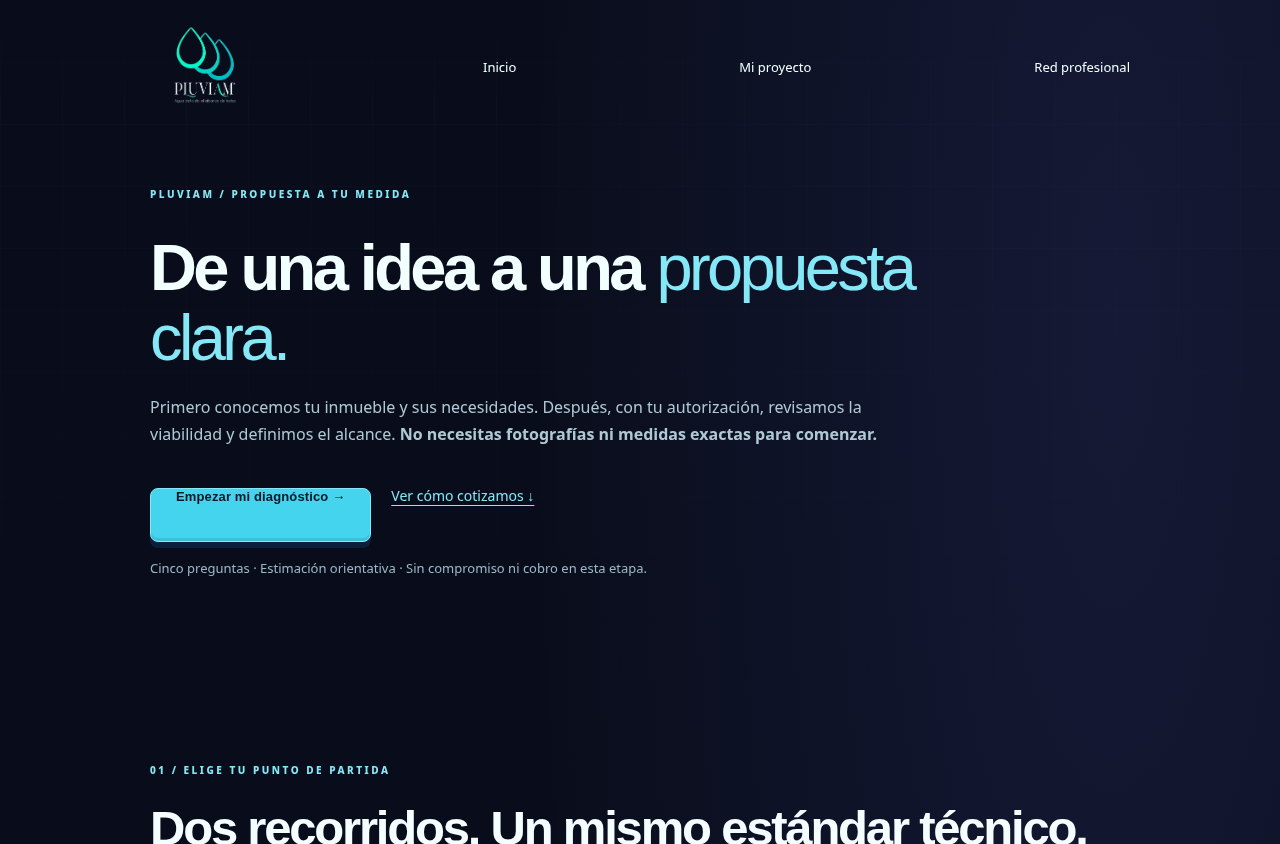 PLUVIAM
Inicio
Mi proyecto
Red profesional
PLUVIAM / PROPUESTA A TU MEDIDA
De una idea a una propuesta
clara.
Primero conocemos tu inmueble y sus necesidades. Después, con tu autorización, revisamos la
viabilidad y definimos el alcance. No necesitas fotografías ni medidas exactas para comenzar.
Empezar mi diagnóstico →
Ver cómo cotizamos ↓
Cinco preguntas · Estimación orientativa · Sin compromiso ni cobro en esta etapa.
01 / ELIGE TU PUNTO DE PARTIDA
Dos recorridos. Un mismo estándar técnico.